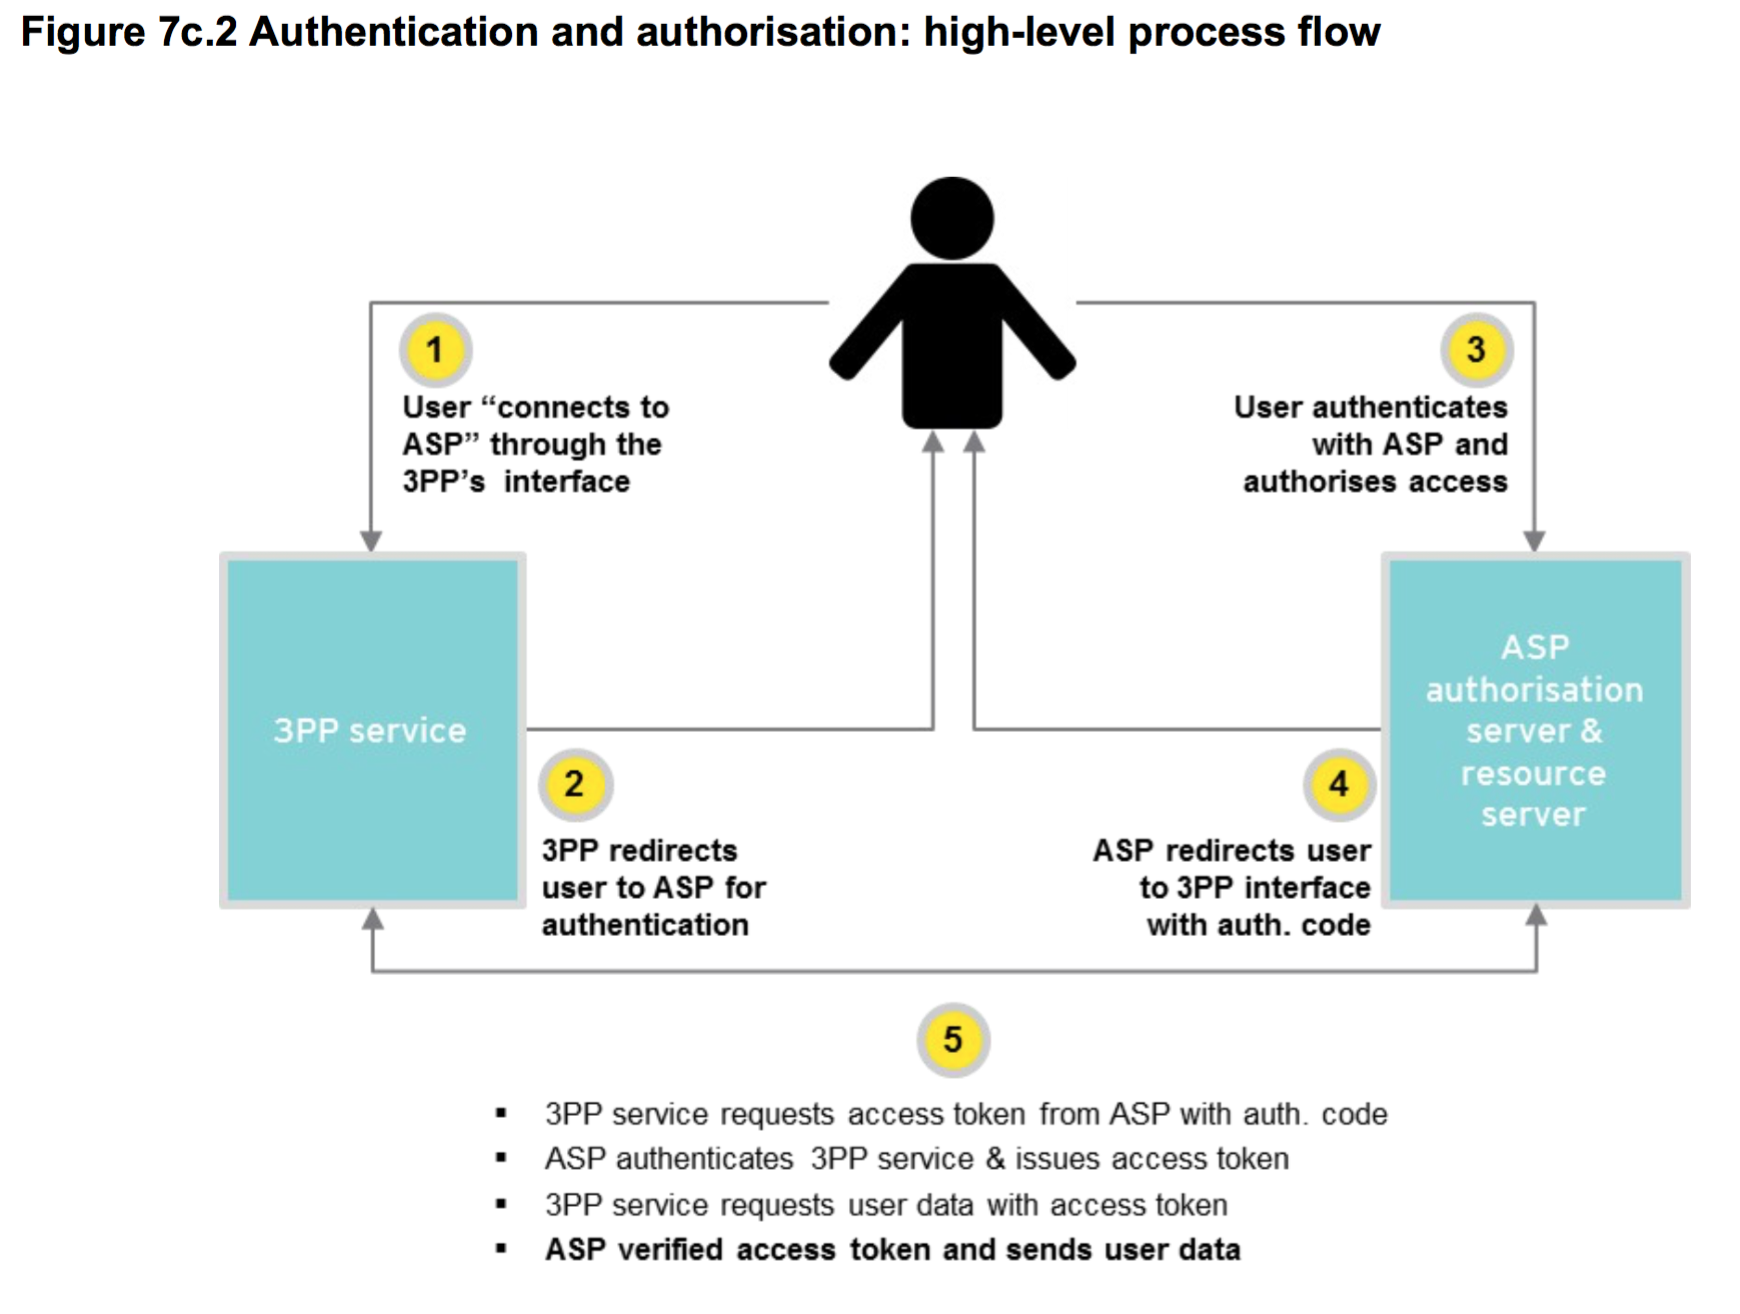 Figure 7c.2 Authentication and authorisation: high-level process flow
1
User “connects to
ASP” through the
3PP’s interface
3
User authenticates
with ASP and
authorises access
3PP service
ASP
authorisation
server &
resource
server
2
3PP redirects
user to ASP for
authentication
4
ASP redirects user
to 3PP interface
with auth. code
5
▪ 3PP service requests access token from ASP with auth. code
▪ ASP authenticates 3PP service & issues access token
▪ 3PP service requests user data with access token
▪ ASP verified access token and sends user data